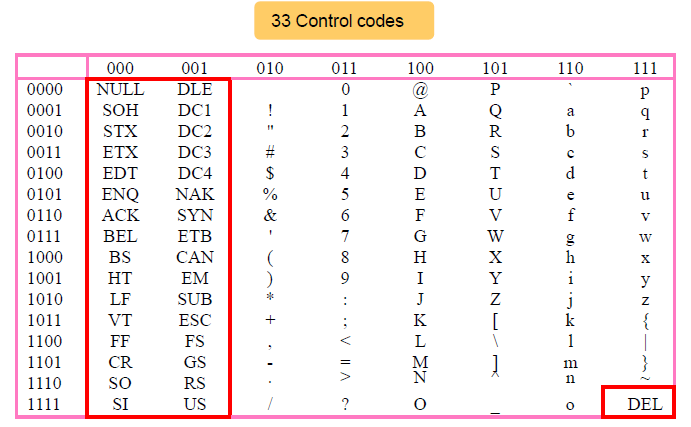 33 Control codes
000 001 010 011 100 101 110 111
0000 NULL DLE 0 @ P ` p
0001 SOH DC1 ! 1 A Q a q
0010 STX DC2 " 2 B R b r
0011 ETX DC3 # 3 C S c s
0100 EDT DC4 $ 4 D T d t
0101 ENQ NAK % 5 E U e u
0110 ACK SYN & 6 F V f v
0111 BEL ETB ' 7 G W g w
1000 BS CAN ( 8 H X h x
1001 HT EM ) 9 I Y i y
1010 LF SUB * : J Z j z
1011 VT ESC + ; K [ k {
1100 FF FS , < L \ l |
1101 CR GS - = M ] m }
1110 SO RS . > N ^ n ~
1111 SI US / ? O _ o DEL